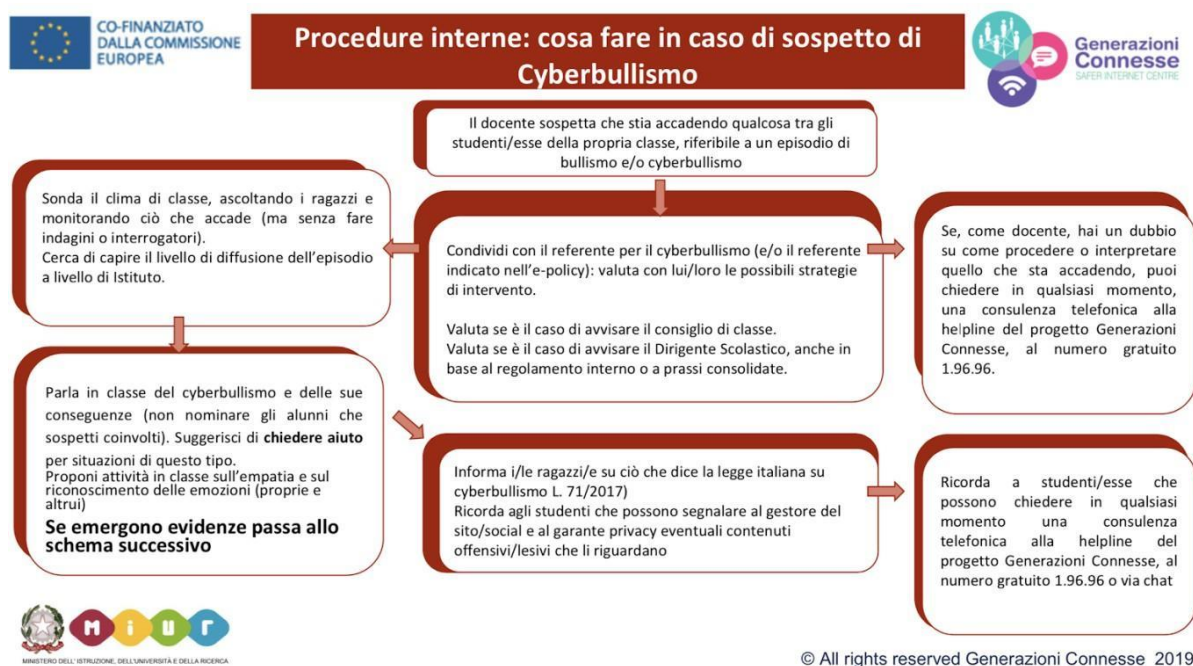 CO-FINANZIATO
DALLA COMMISSIONE
EUROPEA
Procedure interne: cosa fare in caso di sospetto di
Cyberbullismo
Generazioni
Connesse
SAFER INTERNET CENTRE
Il docente sospetta che stia accadendo qualcosa tra gli
studenti/esse della propria classe, riferibile a un episodio di
bullismo e/o cyberbullismo
Sonda il clima di classe, ascoltando i ragazzi e
monitorando ciò che accade (ma senza fare
indagini o interrogatori).
Cerca di capire il livello di diffusione dell’episodio
a livello di Istituto.
Condividi con il referente per il cyberbullismo (e/o il referente
indicato nell’e-policy): valuta con lui/loro le possibili strategie
di intervento.
Valuta se è il caso di avvisare il consiglio di classe.
Valuta se è il caso di avvisare il Dirigente Scolastico, anche in
base al regolamento interno o a prassi consolidate.
Se, come docente, hai un dubbio
su come procedere o interpretare
quello che sta accadendo, puoi
chiedere in qualsiasi momento,
una consulenza telefonica alla
helpline del progetto Generazioni
Connesse, al numero gratuito
1.96.96.
Parla in classe del cyberbullismo e delle sue
conseguenze (non nominare gli alunni che
sospetti coinvolti). Suggerisci di chiedere aiuto
per situazioni di questo tipo.
Proponi attività in classe sull’empatia e sul
riconoscimento delle emozioni (proprie e
altrui)
Se emergono evidenze passa allo
schema successivo
Informa i/le ragazzi/e su ciò che dice la legge italiana su
cyberbullismo L. 71/2017)
Ricorda agli studenti che possono segnalare al gestore del
sito/social e al garante privacy eventuali contenuti
offensivi/lesivi che li riguardano
Ricorda a studenti/esse che
possono chiedere in qualsiasi
momento una consulenza
telefonica alla helpline del
progetto Generazioni Connesse, al
numero gratuito 1.96.96 o via chat
miur
MINISTERO DELL’ISTRUZIONE, DELL’UNIVERSITÀ E DELLA RICERCA
© All rights reserved Generazioni Connesse 2019